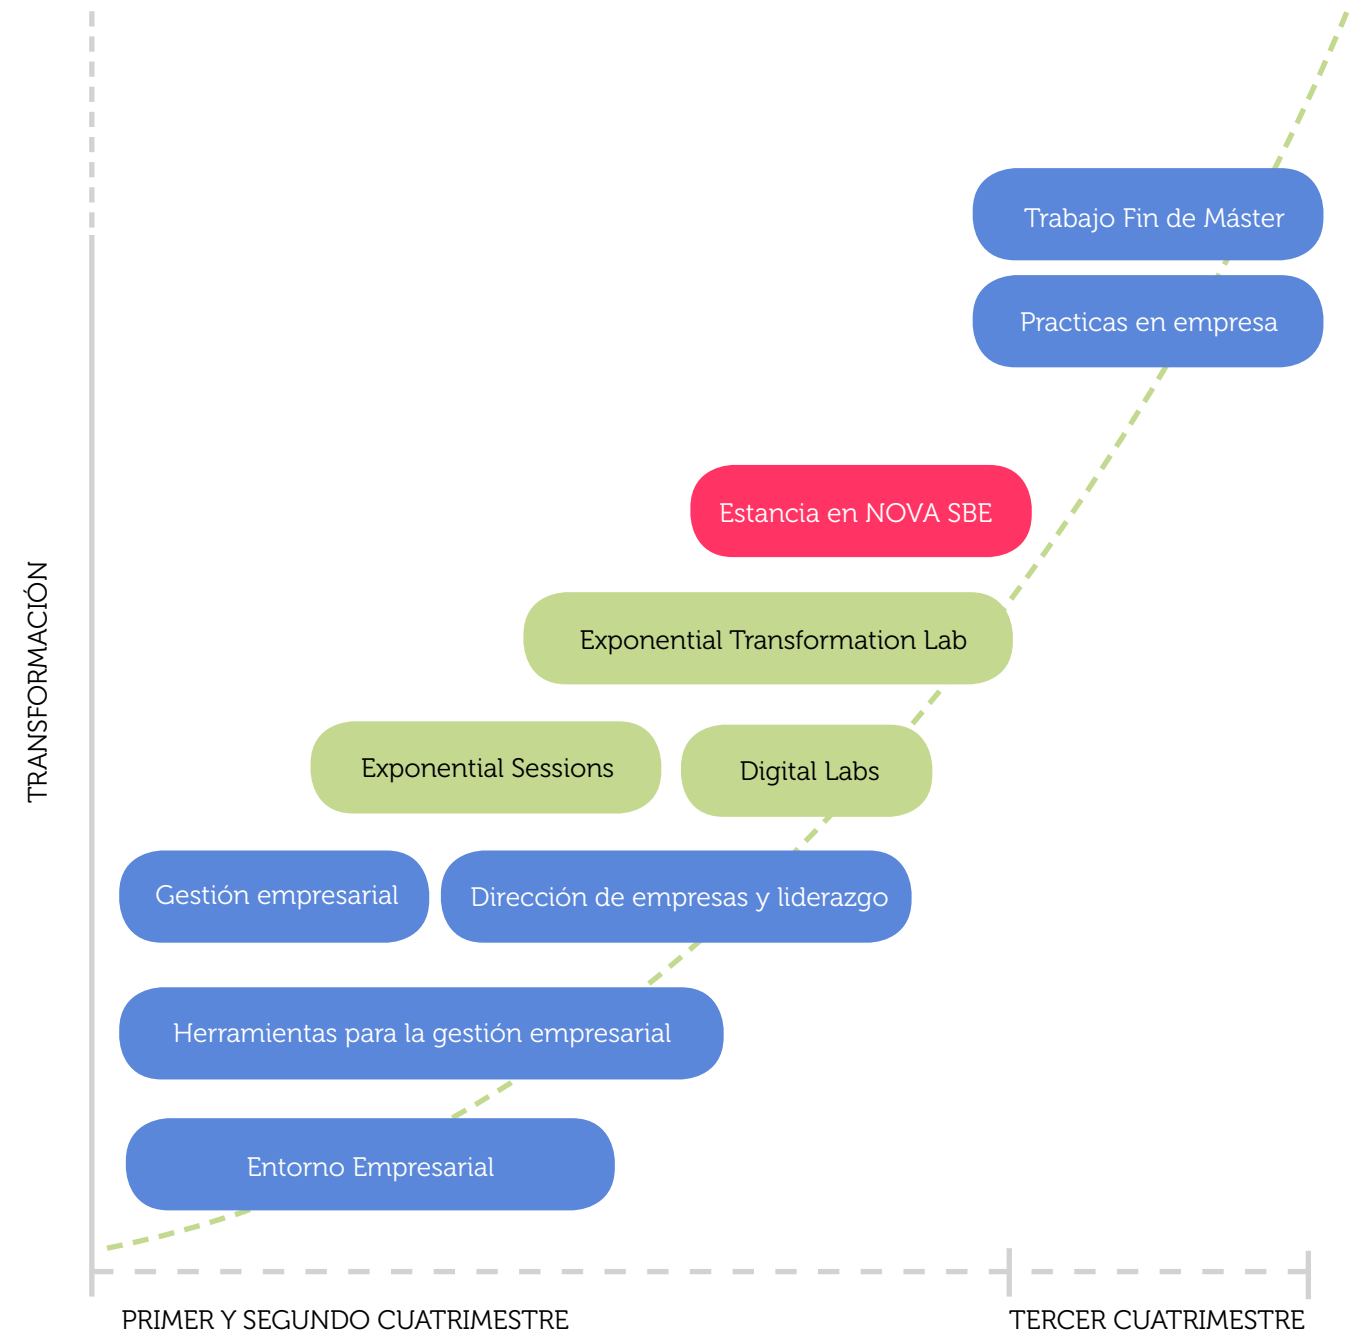 Trabajo Fin de Máster
Practicas en empresa
Estancia en NOVA SBE
Exponential Transformation Lab
Exponential Sessions
Digital Labs
Gestión empresarial
Dirección de empresas y liderazgo
Herramientas para la gestión empresarial
Entorno Empresarial
TRANSFORMACIÓN
PRIMER Y SEGUNDO CUATRIMESTRE
TERCER CUATRIMESTRE